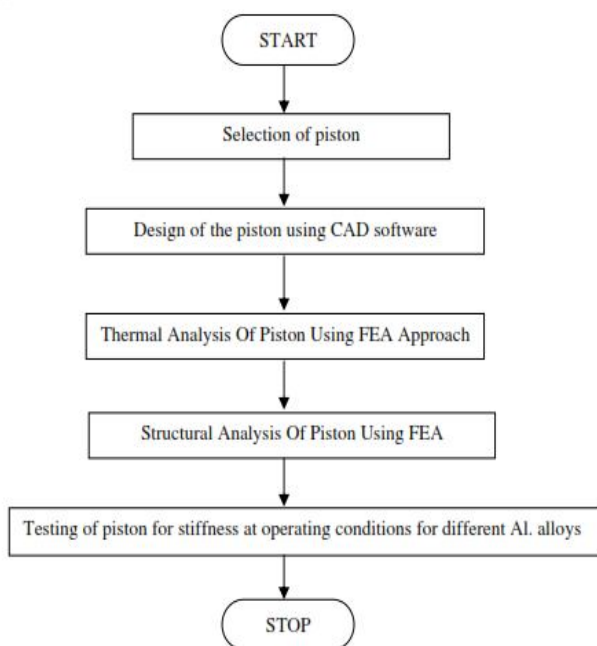 START
Selection of piston
Design of the piston using CAD software
Thermal Analysis Of Piston Using FEA Approach
Structural Analysis Of Piston Using FEA
Testing of piston for stiffness at operating conditions for different Al. alloys
STOP